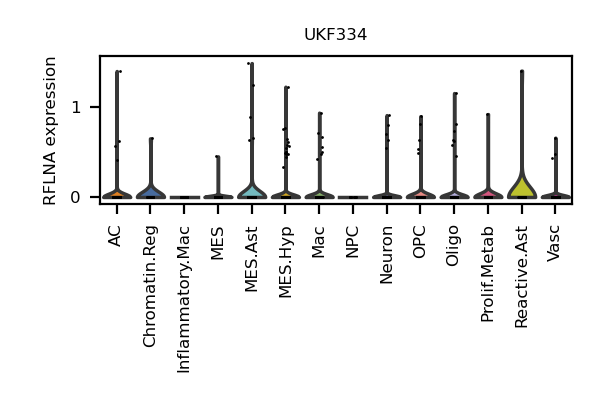 UKF334
RFLNA expression
1
0
AC
Chromatin.Reg
Inflammatory.Mac
MES
MES.Ast
MES.Hyp
Mac
NPC
Neuron
OPC
Oligo
Prolif.Metab
Reactive.Ast
Vasc